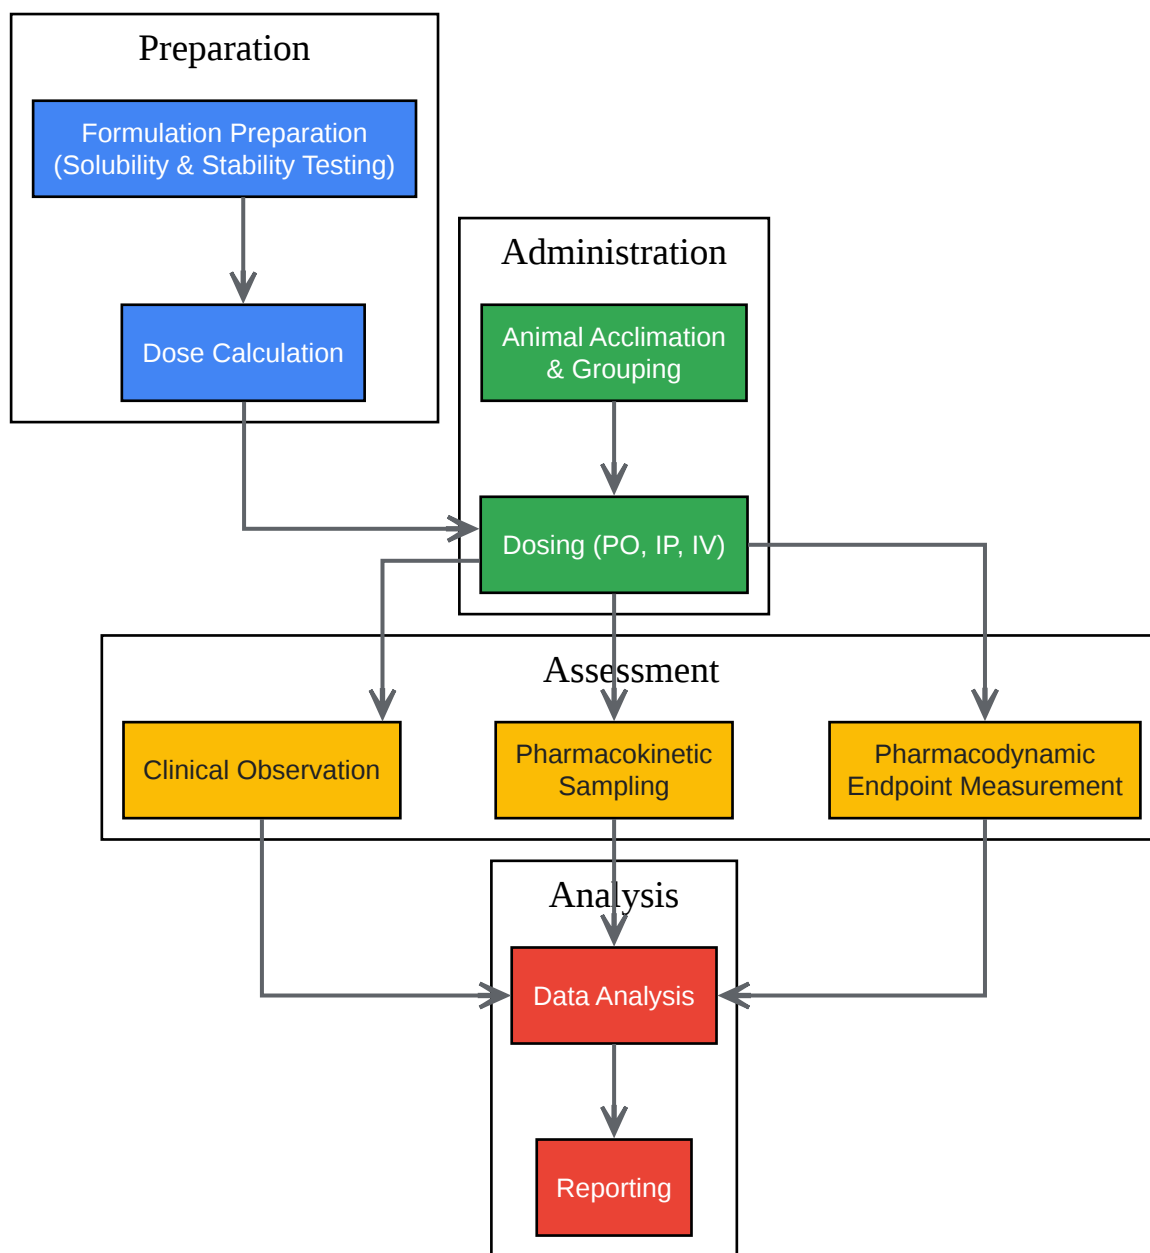 Preparation
Formulation Preparation
(Solubility & Stability Testing)
Dose Calculation
Administration
Animal Acclimation
& Grouping
Dosing (PO, IP, IV)
Assessment
Clinical Observation
Pharmacokinetic
Sampling
Pharmacodynamic
Endpoint Measurement
Analysis
Data Analysis
Reporting